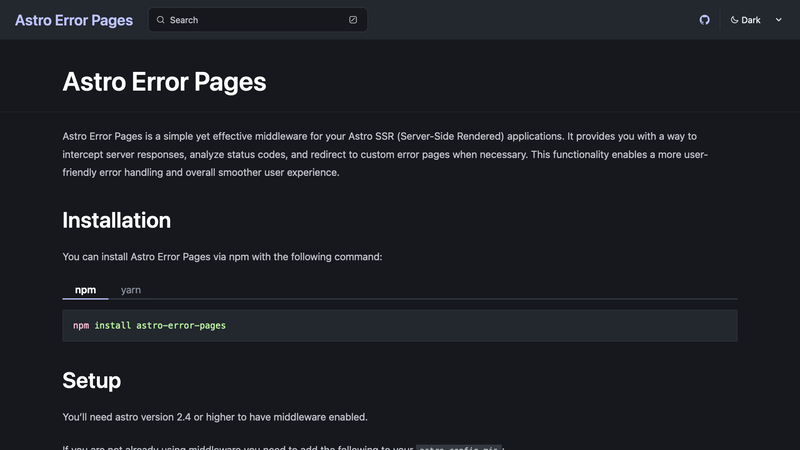 Astro Error Pages
Search
Dark
Astro Error Pages
Astro Error Pages is a simple yet effective middleware for your Astro SSR (Server-Side Rendered) applications. It provides you with a way to
intercept server responses, analyze status codes, and redirect to custom error pages when necessary. This functionality enables a more user-
friendly error handling and overall smoother user experience.
Installation
You can install Astro Error Pages via npm with the following command:
npm yarn
npm install astro-error-pages
Setup
You’ll need astro version 2.4 or higher to have middleware enabled.
If you are not already using middleware you need to add the following to your astro.config.mjs: